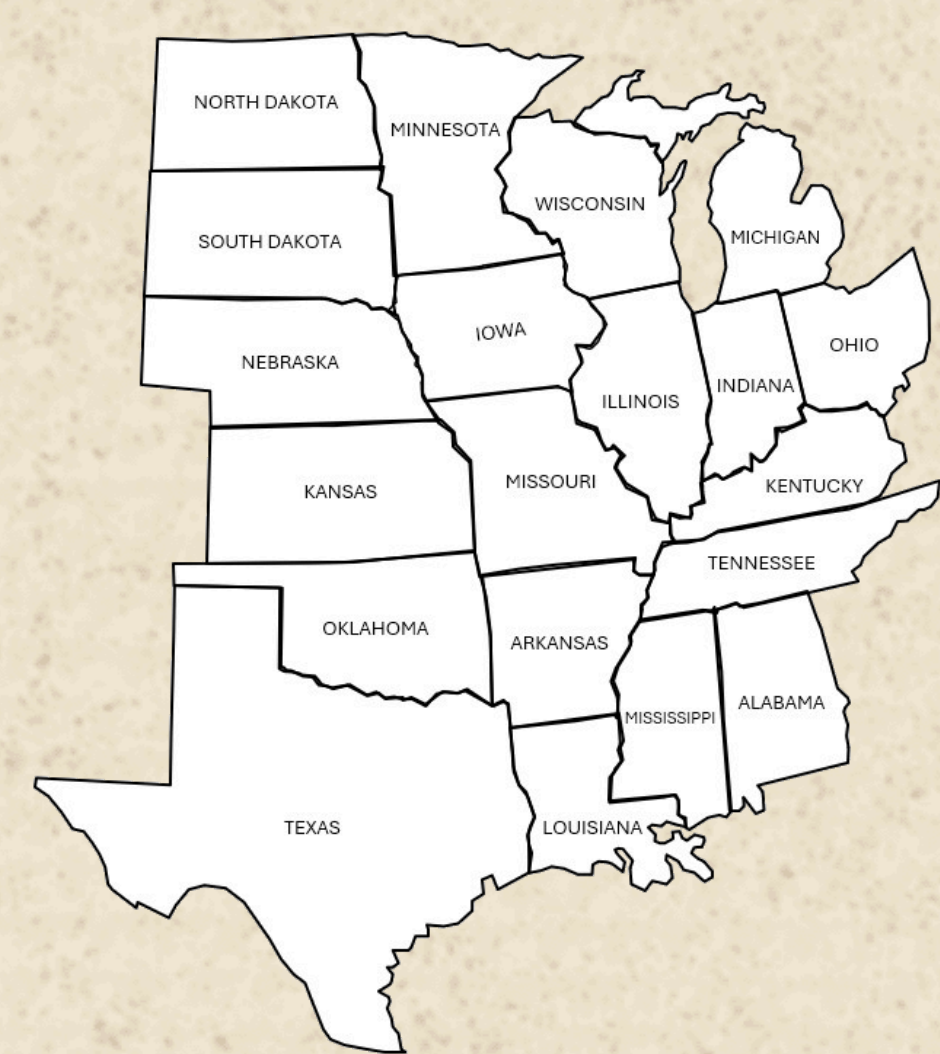 NORTH DAKOTA
MINNESOTA
WISCONSIN
MICHIGAN
SOUTH DAKOTA
IOWA
OHIO
NEBRASKA
INDIANA
ILLINOIS
MISSOURI
KENTUCKY
KANSAS
TENNESSEE
OKLAHOMA
ARKANSAS
ALABAMA
MISSISSIPPI
TEXAS
LOUISIANA